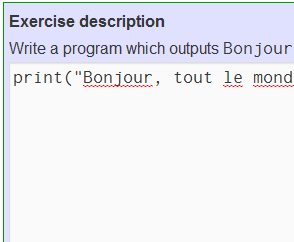 Exercise description
Write a program which outputs Bonjour
print("Bonjour, tout le mond